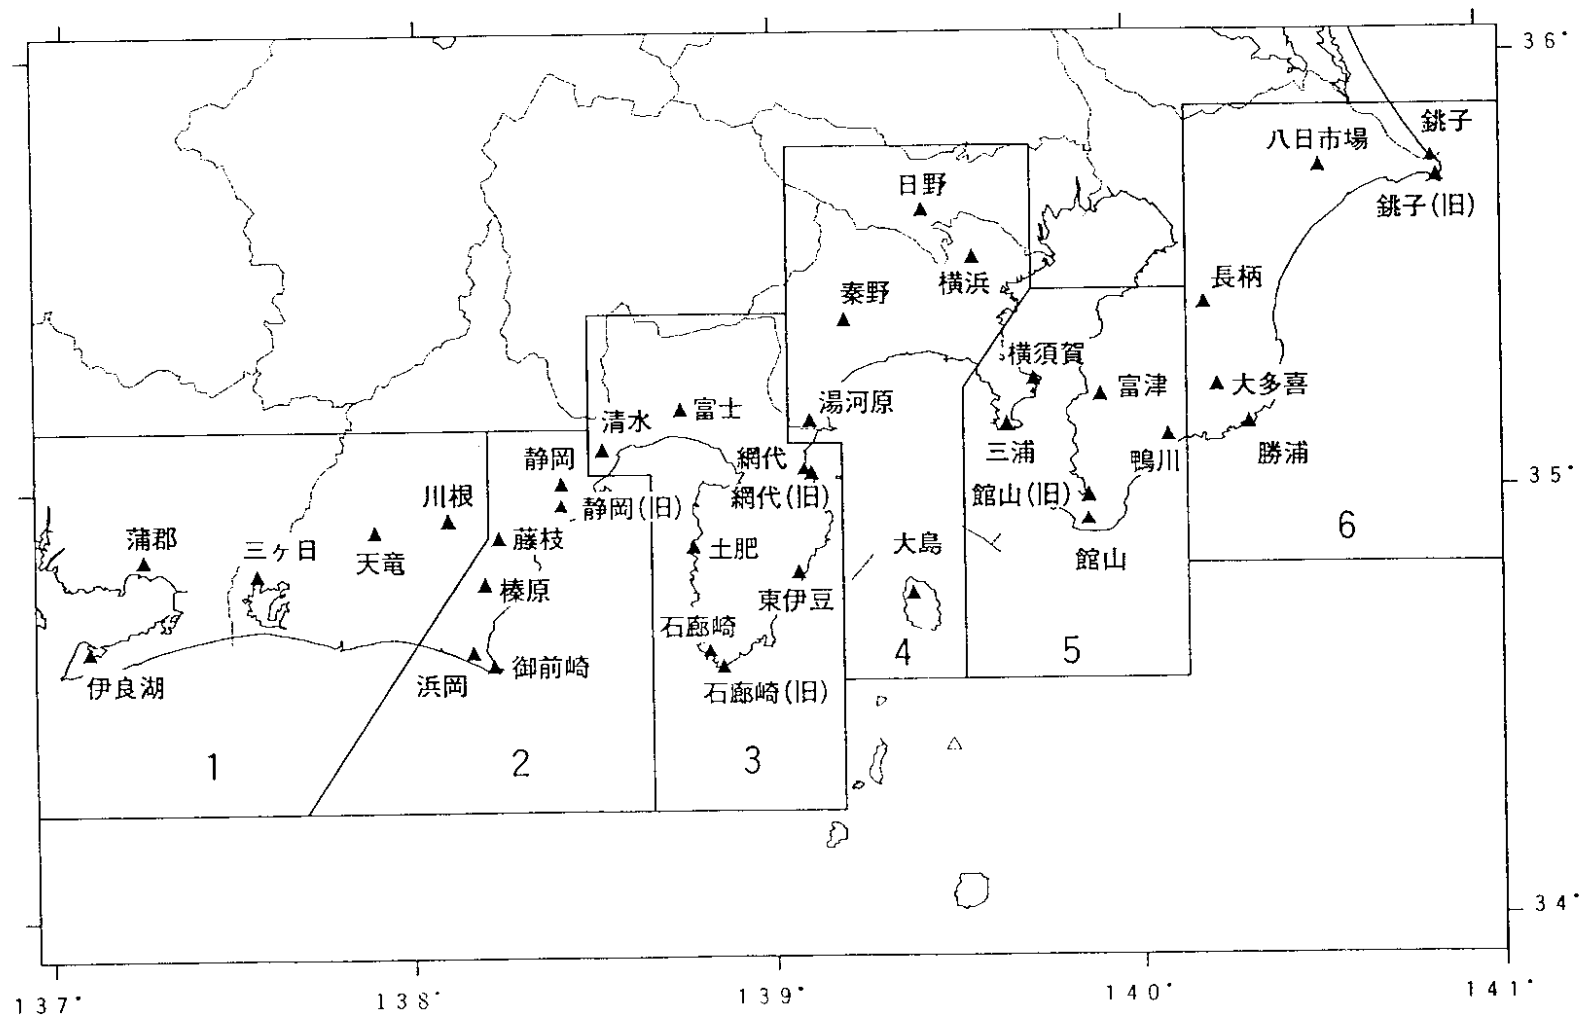 36°
銚子
八日市場
日野
銚子(旧)
長柄
横浜
秦野
横須賀
富津
大多喜
湯河原
富士
清水
三浦
鴨川
勝浦
静岡
網代
35°
川根
静岡(旧)
網代(旧)
館山(旧)
6
蒲郡
三ヶ日
天竜
藤枝
土肥
大島
館山
榛原
東伊豆
石廊崎
4
5
伊良湖
浜岡
御前崎
石廊崎(旧)
1
2
3
34°
137°
138°
139°
140°
141°